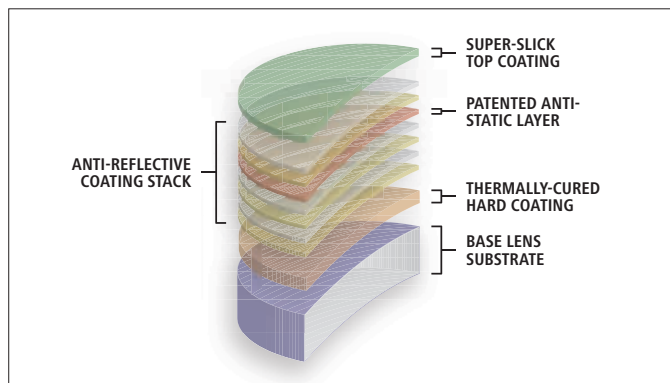 SUPER-SLICK
TOP COATING
PATENTED ANTI-
STATIC LAYER
ANTI-REFLECTIVE
COATING STACK
THERMALLY-CURED
HARD COATING
BASE LENS
SUBSTRATE